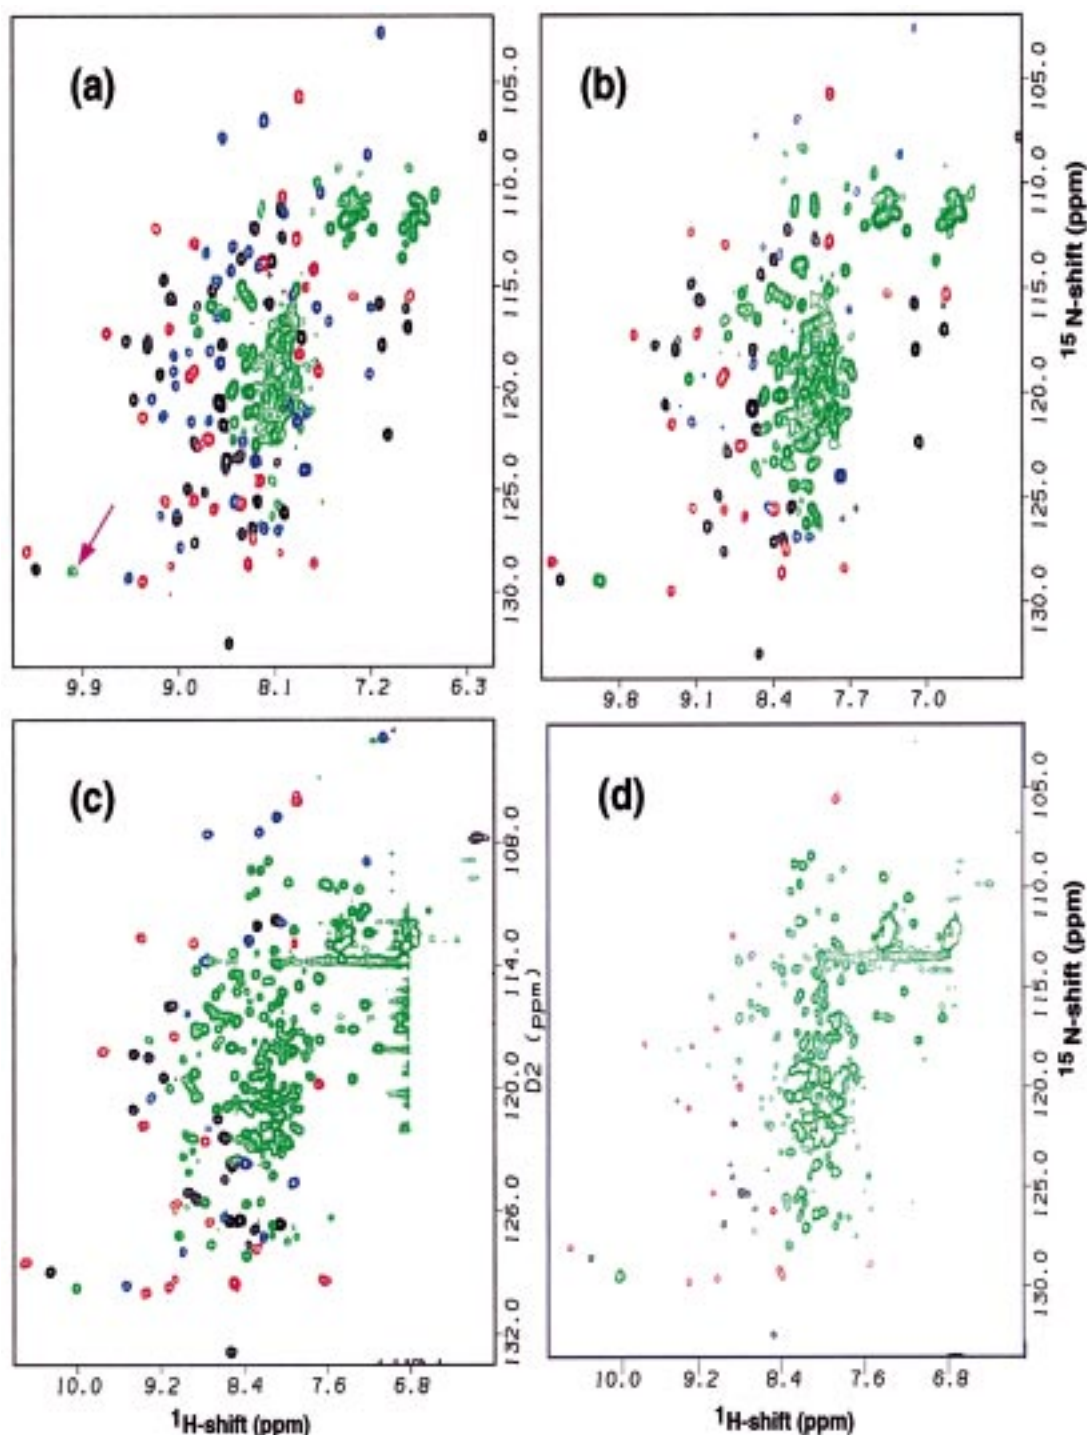 (a)
105.0
110.0
115.0
120.0
125.0
130.0
9.9 9.0 8.1 7.2 6.3
(b)
105.0
110.0
115.0
120.0
125.0
130.0
15 N-shift (ppm)
9.8 9.1 8.4 7.7 7.0
(c)
108.0
114.0
120.0
126.0
132.0
D2 (ppm)
10.0 9.2 8.4 7.6 6.8
1H-shift (ppm)
(d)
105.0
110.0
115.0
120.0
125.0
130.0
15 N-shift (ppm)
10.0 9.2 8.4 7.6 6.8
1H-shift (ppm)